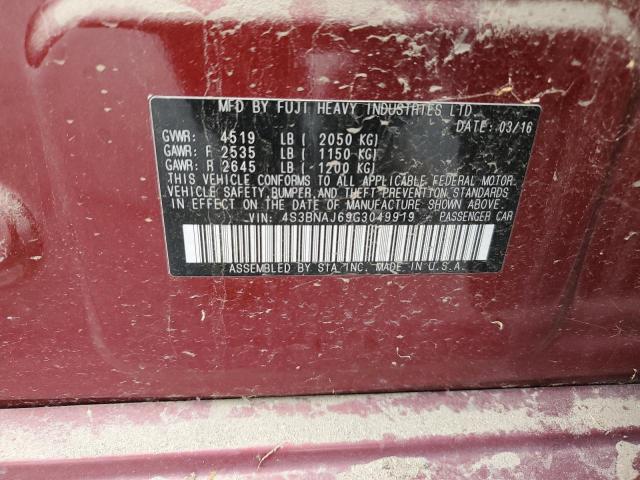 MFD BY FUJI HEAVY INDUSTRIES LTD.
DATE: 03/16
GVWR: 4519 LB ( 2050 KG)
GAWR: F 2535 LB ( 1150 KG)
GAWR: R 2645 LB ( 1200 KG)
THIS VEHICLE CONFORMS TO ALL APPLICABLE FEDERAL MOTOR
VEHICLE SAFETY, BUMPER, AND THEFT PREVENTION STANDARDS
IN EFFECT ON THE DATE OF MANUFACTURE SHOWN ABOVE.
VIN: 4S3BNAJ69G3049919 PASSENGER CAR
ASSEMBLED BY SIA INC. MADE IN U.S.A.